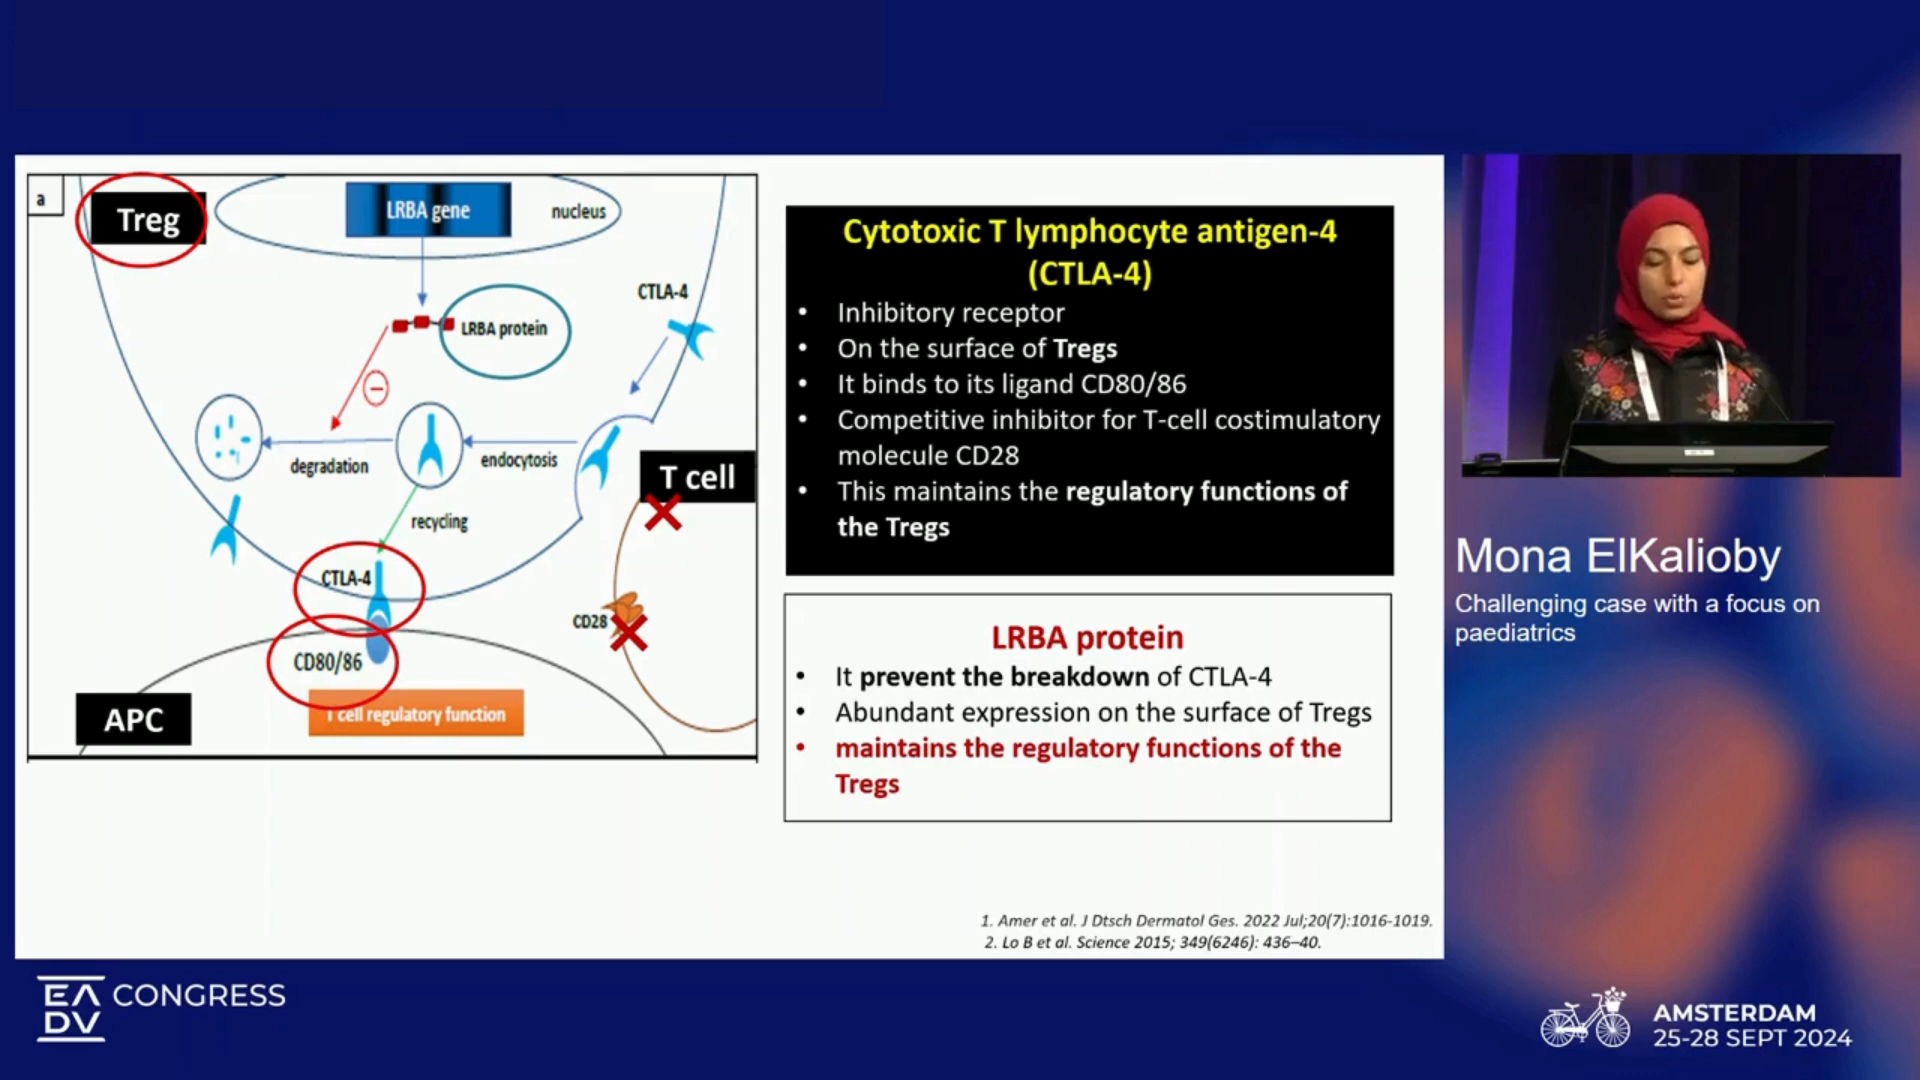 a
Treg
LRBA gene
nucleus
CTLA-4
LRBA protein
degradation
endocytosis
T cell
recycling
CTLA-4
CD28
CD80/86
APC
T cell regulatory function
Cytotoxic T lymphocyte antigen-4
(CTLA-4)
• Inhibitory receptor
• On the surface of Tregs
• It binds to its ligand CD80/86
• Competitive inhibitor for T-cell costimulatory
molecule CD28
• This maintains the regulatory functions of
the Tregs
LRBA protein
• It prevent the breakdown of CTLA-4
• Abundant expression on the surface of Tregs
• maintains the regulatory functions of the
Tregs
1. Amer et al. J Dtsch Dermatol Ges. 2022 Jul;20(7):1016-1019.
2. Lo B et al. Science 2015; 349(6246): 436–40.
Mona ElKalioby
Challenging case with a focus on
paediatrics
EADV CONGRESS
AMSTERDAM
25-28 SEPT 2024